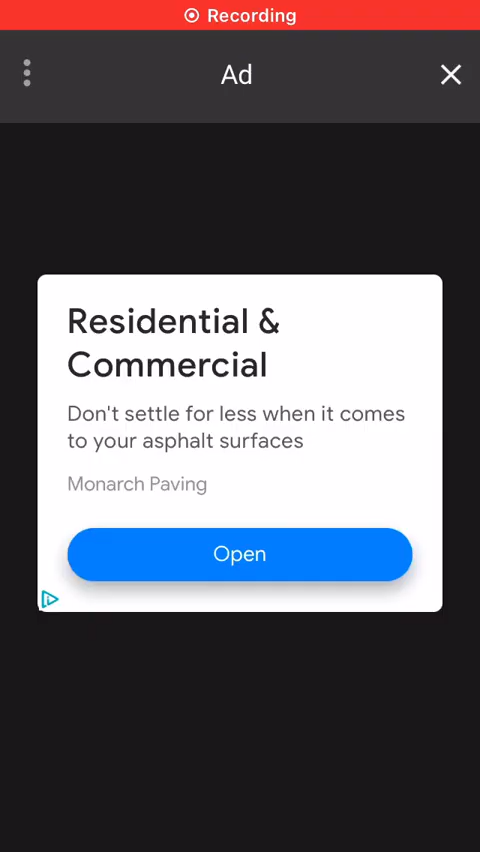 Recording
Ad
Residential &
Commercial
Don't settle for less when it comes
to your asphalt surfaces
Monarch Paving
Open